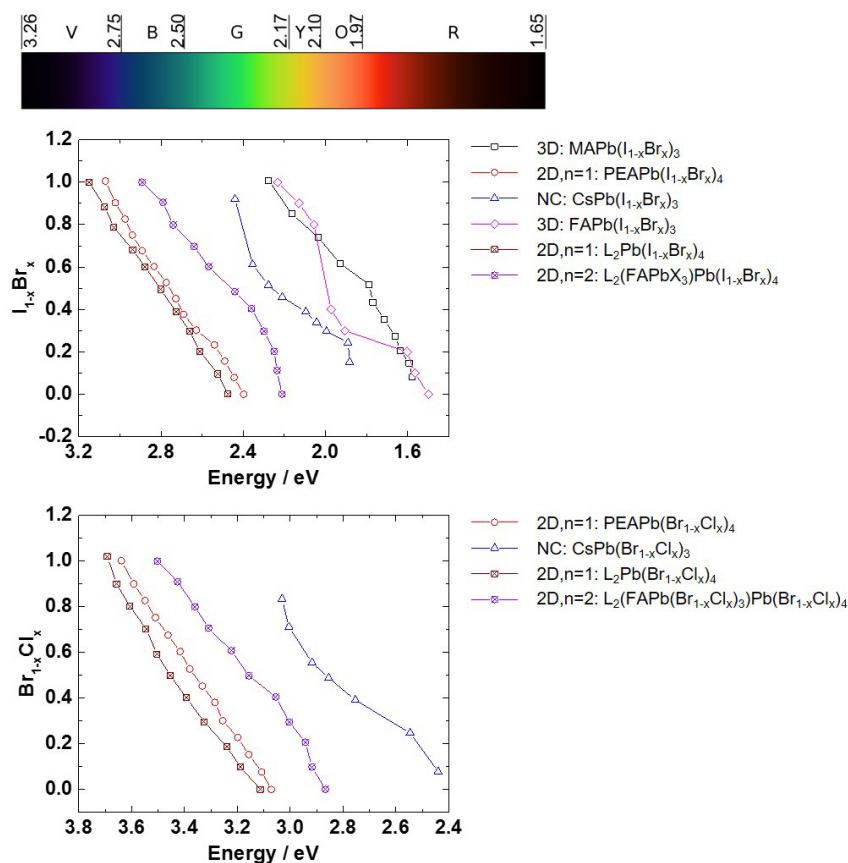 3.26 V 2.75 B 2.50 G 2.17 Y 2.10 O 1.97 R 1.65
1.2
1.0
0.8
0.6
0.4
0.2
0.0
-0.2
I1-xBrx
3.2 2.8 2.4 2.0 1.6
Energy / eV
3D: MAPb(I1-xBrx)3
2D,n=1: PEAPb(I1-xBrx)4
NC: CsPb(I1-xBrx)3
3D: FAPb(I1-xBrx)3
2D,n=1: L2Pb(I1-xBrx)4
2D,n=2: L2(FAPbX3)Pb(I1-xBrx)4
1.2
1.0
0.8
0.6
0.4
0.2
0.0
Br1-xClx
3.8 3.6 3.4 3.2 3.0 2.8 2.6 2.4
Energy / eV
2D,n=1: PEAPb(Br1-xClx)4
NC: CsPb(Br1-xClx)3
2D,n=1: L2Pb(Br1-xClx)4
2D,n=2: L2(FAPb(Br1-xClx)3)Pb(Br1-xClx)4